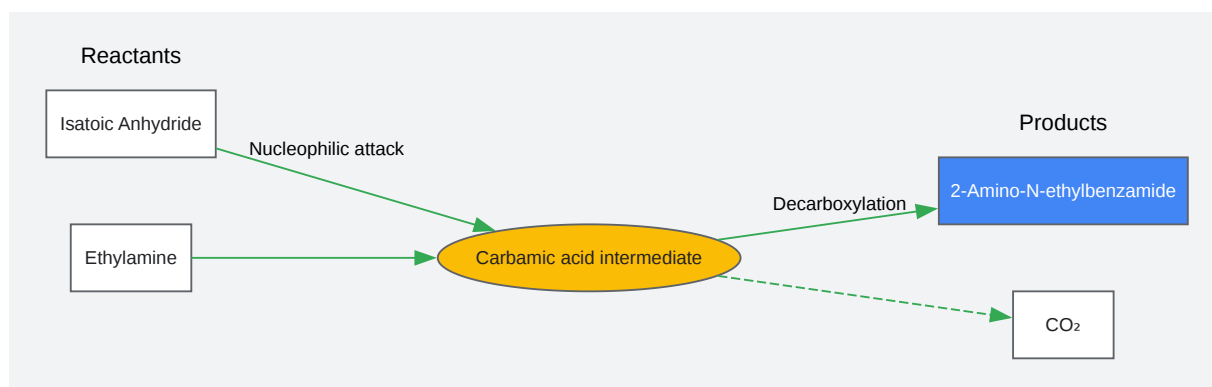 Reactants
Isatoic Anhydride
Nucleophilic attack
Ethylamine
Carbamic acid intermediate
Decarboxylation
Products
2-Amino-N-ethylbenzamide
CO₂